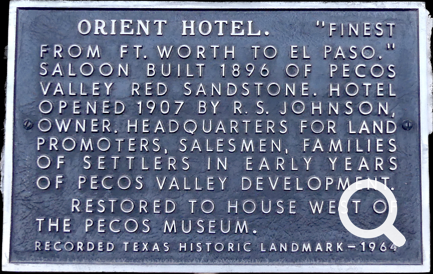 ORIENT HOTEL. "FINEST
FROM FT. WORTH TO EL PASO."
SALOON BUILT 1896 OF PECOS
VALLEY RED SANDSTONE. HOTEL
OPENED 1907 BY R. S. JOHNSON,
OWNER. HEADQUARTERS FOR LAND
PROMOTERS, SALESMEN, FAMILIES
OF SETTLERS IN EARLY YEARS
OF PECOS VALLEY DEVELOPMENT.
RESTORED TO HOUSE WEST OF
THE PECOS MUSEUM.
RECORDED TEXAS HISTORIC LANDMARK—1964